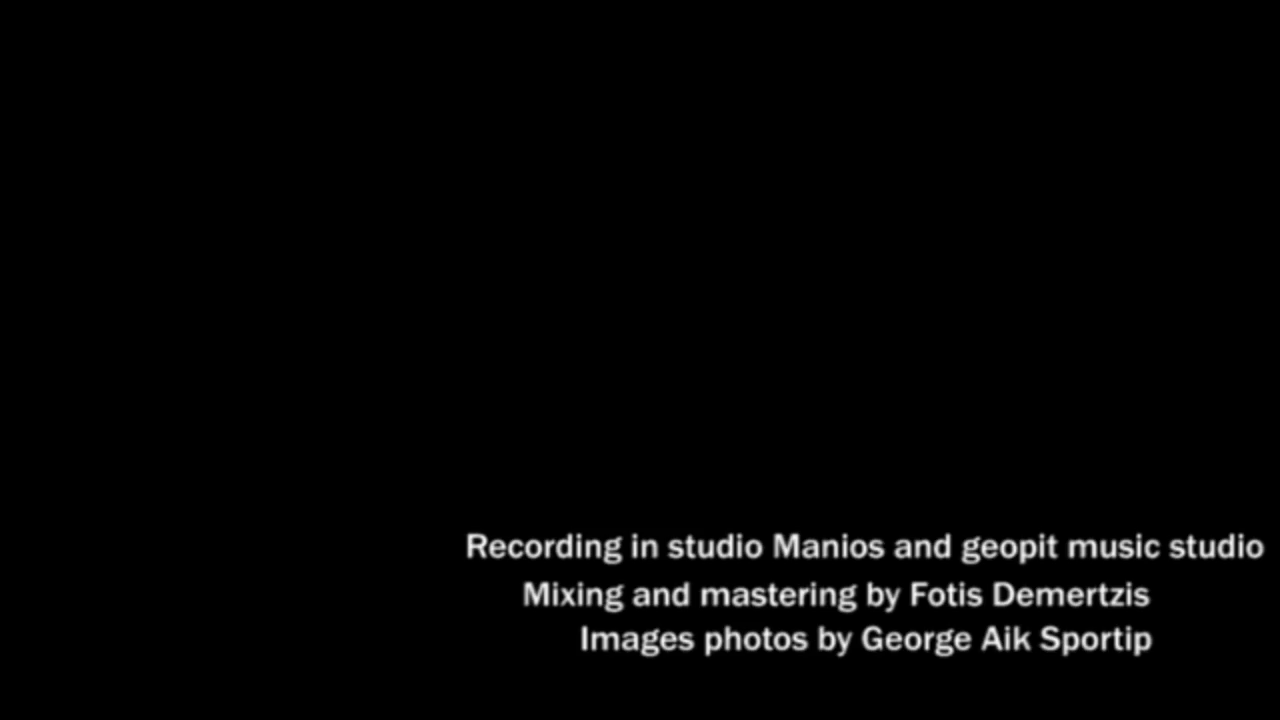 Recording in studio Manios and geopit music studio
Mixing and mastering by Fotis Demertzis
Images photos by George Aik Sportip